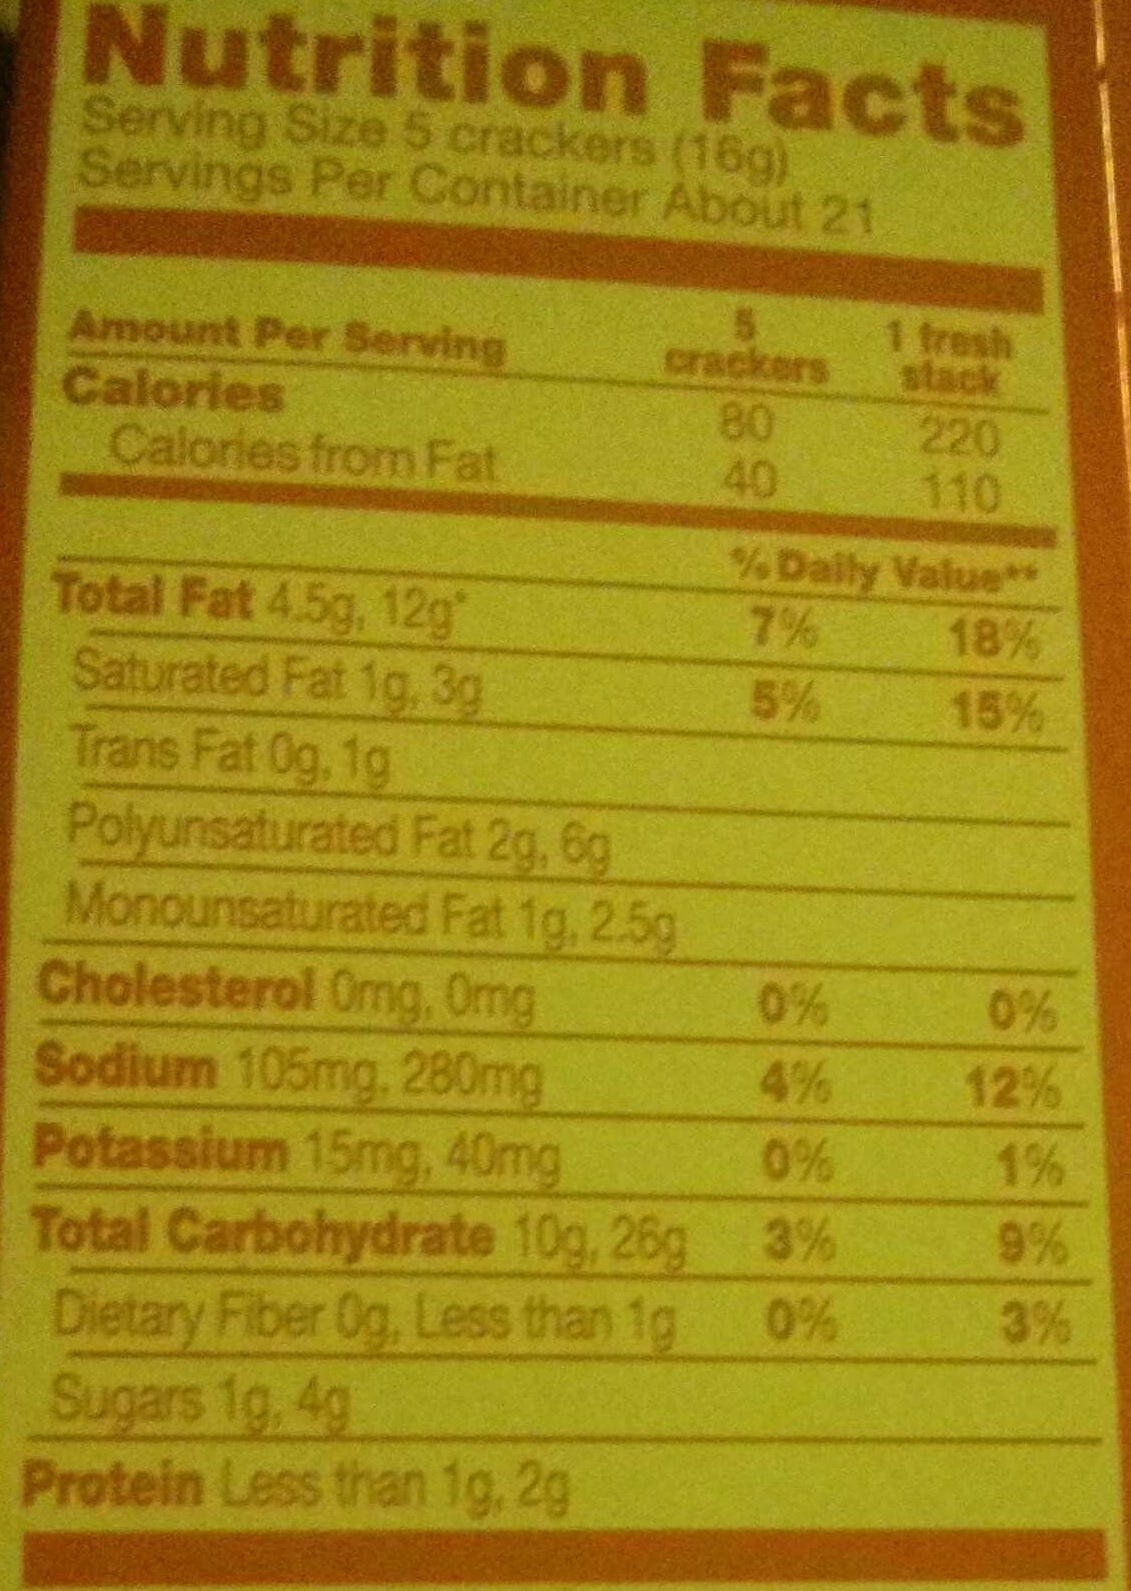 Nutrition Facts
Serving Size 5 crackers (16g)
Servings Per Container About 21
Amount Per Serving 5 crackers 1 fresh stack
Calories 80 220
Calories from Fat 40 110
% Daily Value**
Total Fat 4.5g, 12g* 7% 18%
Saturated Fat 1g, 3g 5% 15%
Trans Fat 0g, 1g
Polyunsaturated Fat 2g, 6g
Monounsaturated Fat 1g, 2.5g
Cholesterol 0mg, 0mg 0% 0%
Sodium 105mg, 280mg 4% 12%
Potassium 15mg, 40mg 0% 1%
Total Carbohydrate 10g, 26g 3% 9%
Dietary Fiber 0g, Less than 1g 0% 3%
Sugars 1g, 4g
Protein Less than 1g, 2g